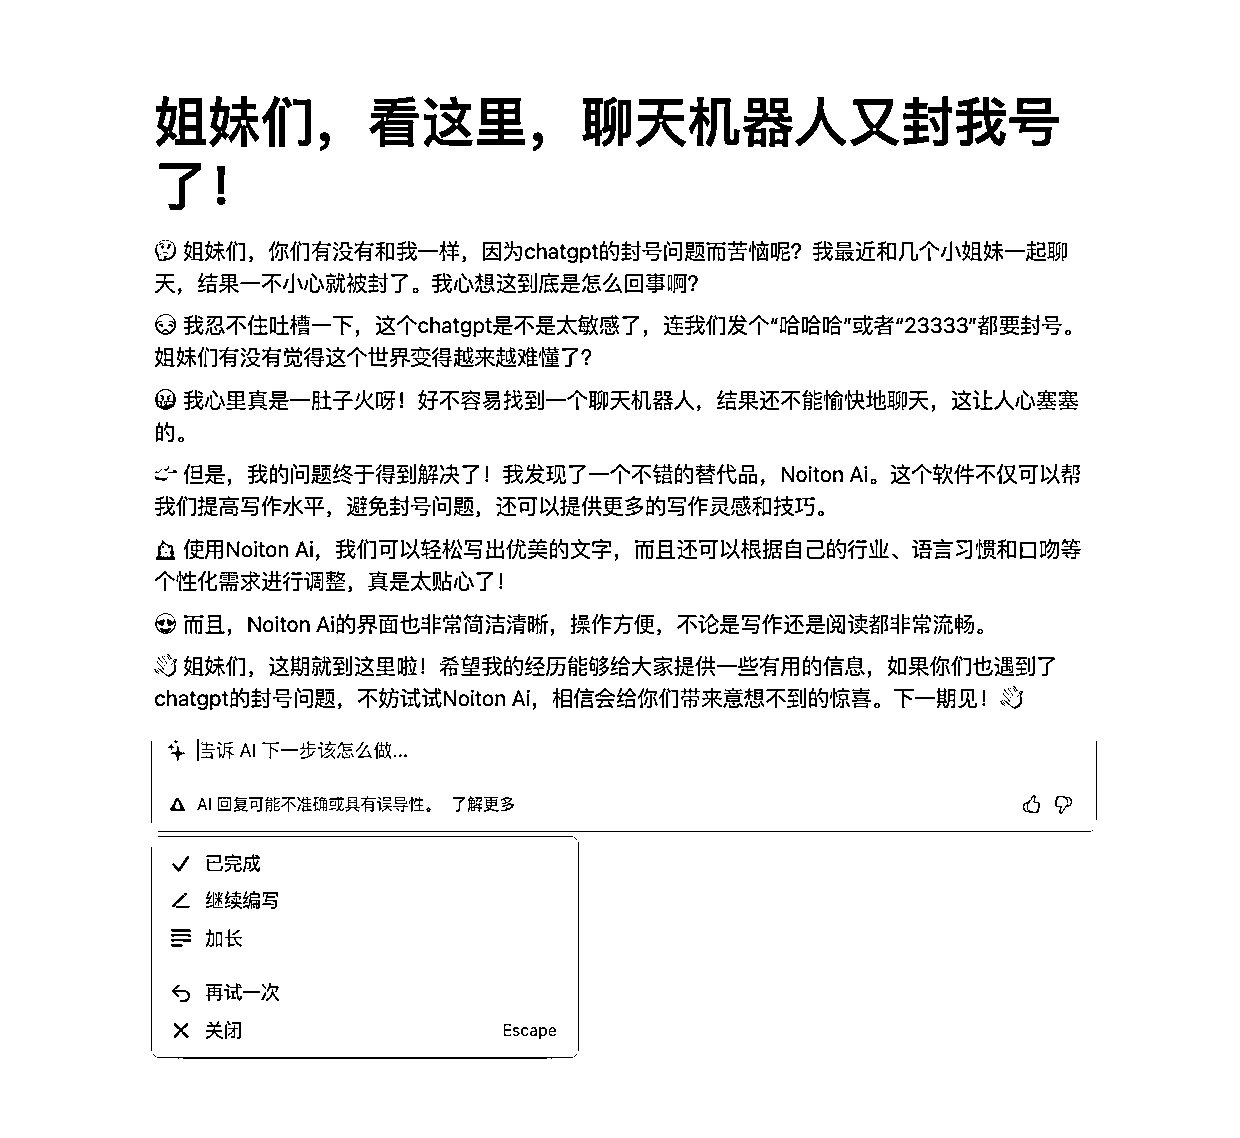 姐妹们，看这里，聊天机器人又封我号
了！
🤔 姐妹们，你们有没有和我一样，因为chatgpt的封号问题而苦恼呢？我最近和几个小姐妹一起聊
天，结果一不小心就被封了。我心想这到底是怎么回事啊？
😏 我忍不住吐槽一下，这个chatgpt是不是太敏感了，连我们发个“哈哈哈”或者“23333”都要封号。
姐妹们有没有觉得这个世界变得越来越难懂了？
🤬 我心里真是一肚子火呀！好不容易找到一个聊天机器人，结果还不能愉快地聊天，这让人心塞塞
的。
👉 但是，我的问题终于得到解决了！我发现了一个不错的替代品，Noiton Ai。这个软件不仅可以帮
我们提高写作水平，避免封号问题，还可以提供更多的写作灵感和技巧。
使用Noiton Ai，我们可以轻松写出优美的文字，而且还可以根据自己的行业、语言习惯和口吻等
个性化需求进行调整，真是太贴心了！
😍 而且，Noiton Ai的界面也非常简洁清晰，操作方便，不论是写作还是阅读都非常流畅。
👋 姐妹们，这期就到这里啦！希望我的经历能够给大家提供一些有用的信息，如果你们也遇到了
chatgpt的封号问题，不妨试试Noiton Ai，相信会给你们带来意想不到的惊喜。下一期见！👋
告诉 AI 下一步该怎么做...
AI 回复可能不准确或具有误导性。 了解更多
已完成
继续编写
加长
再试一次
关闭 Escape